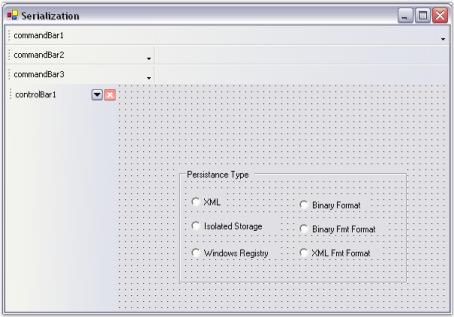 Serialization
commandBar1
commandBar2
commandBar3
controlBar1
Persistance Type
XML
Binary Format
Isolated Storage
Binary Fmt Format
Windows Registry
XML Fmt Format